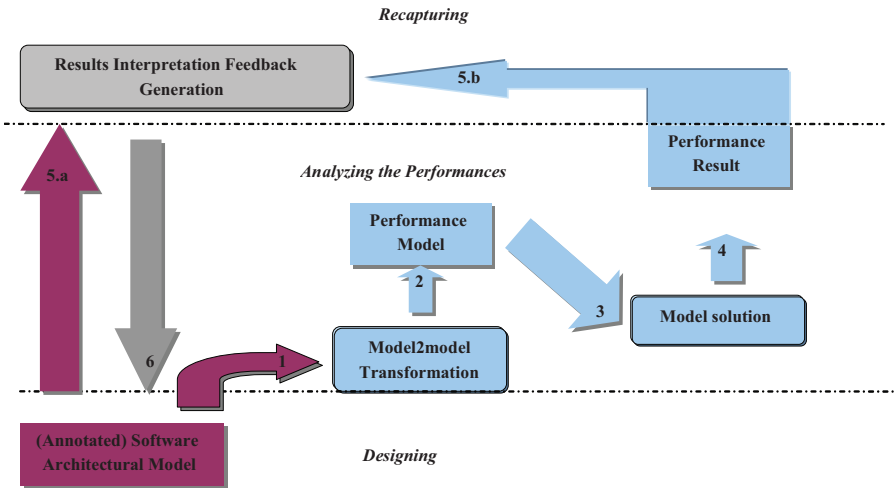 Recapturing
Results Interpretation Feedback
Generation
5.b
Performance
Result
5.a
Analyzing the Performances
Performance
Model
4
2
3
Model solution
6
1
Model2model
Transformation
(Annotated) Software
Architectural Model
Designing